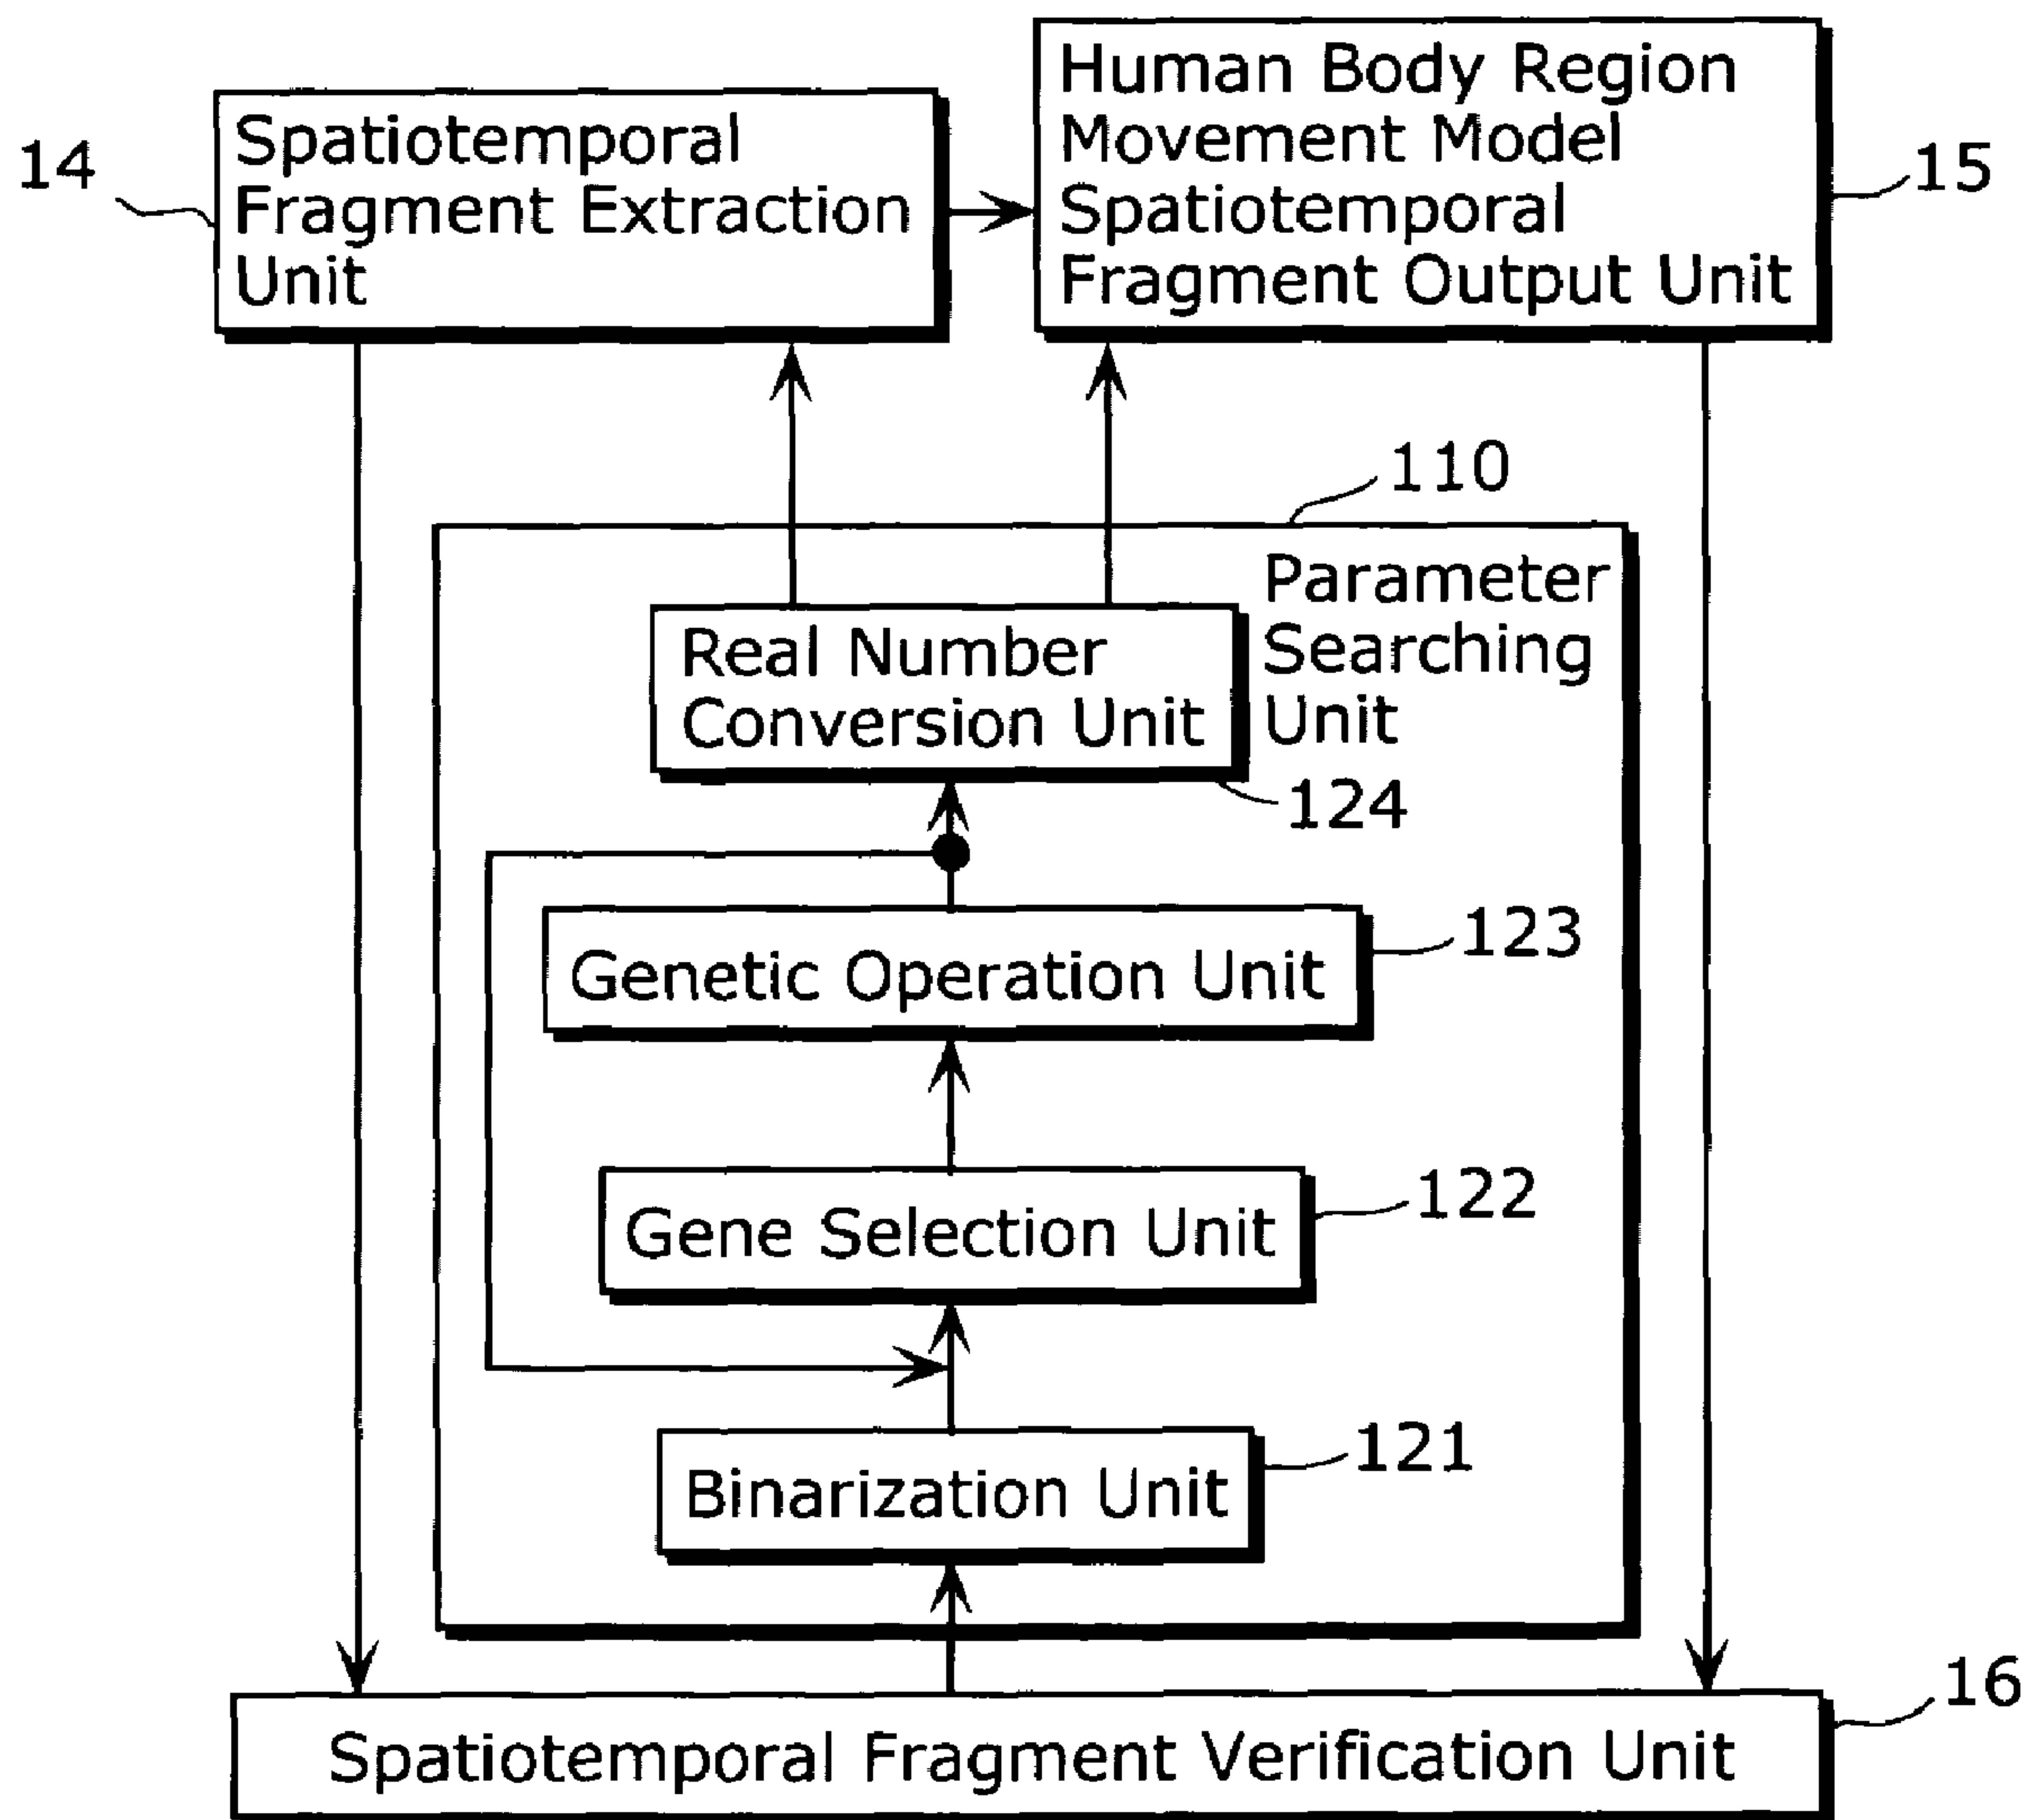 14
Spatiotemporal
Fragment Extraction
Unit
Human Body Region
Movement Model
Spatiotemporal
Fragment Output Unit
15
110
Parameter
Searching
Unit
Real Number
Conversion Unit
124
Genetic Operation Unit
123
Gene Selection Unit
122
Binarization Unit
121
Spatiotemporal Fragment Verification Unit
16